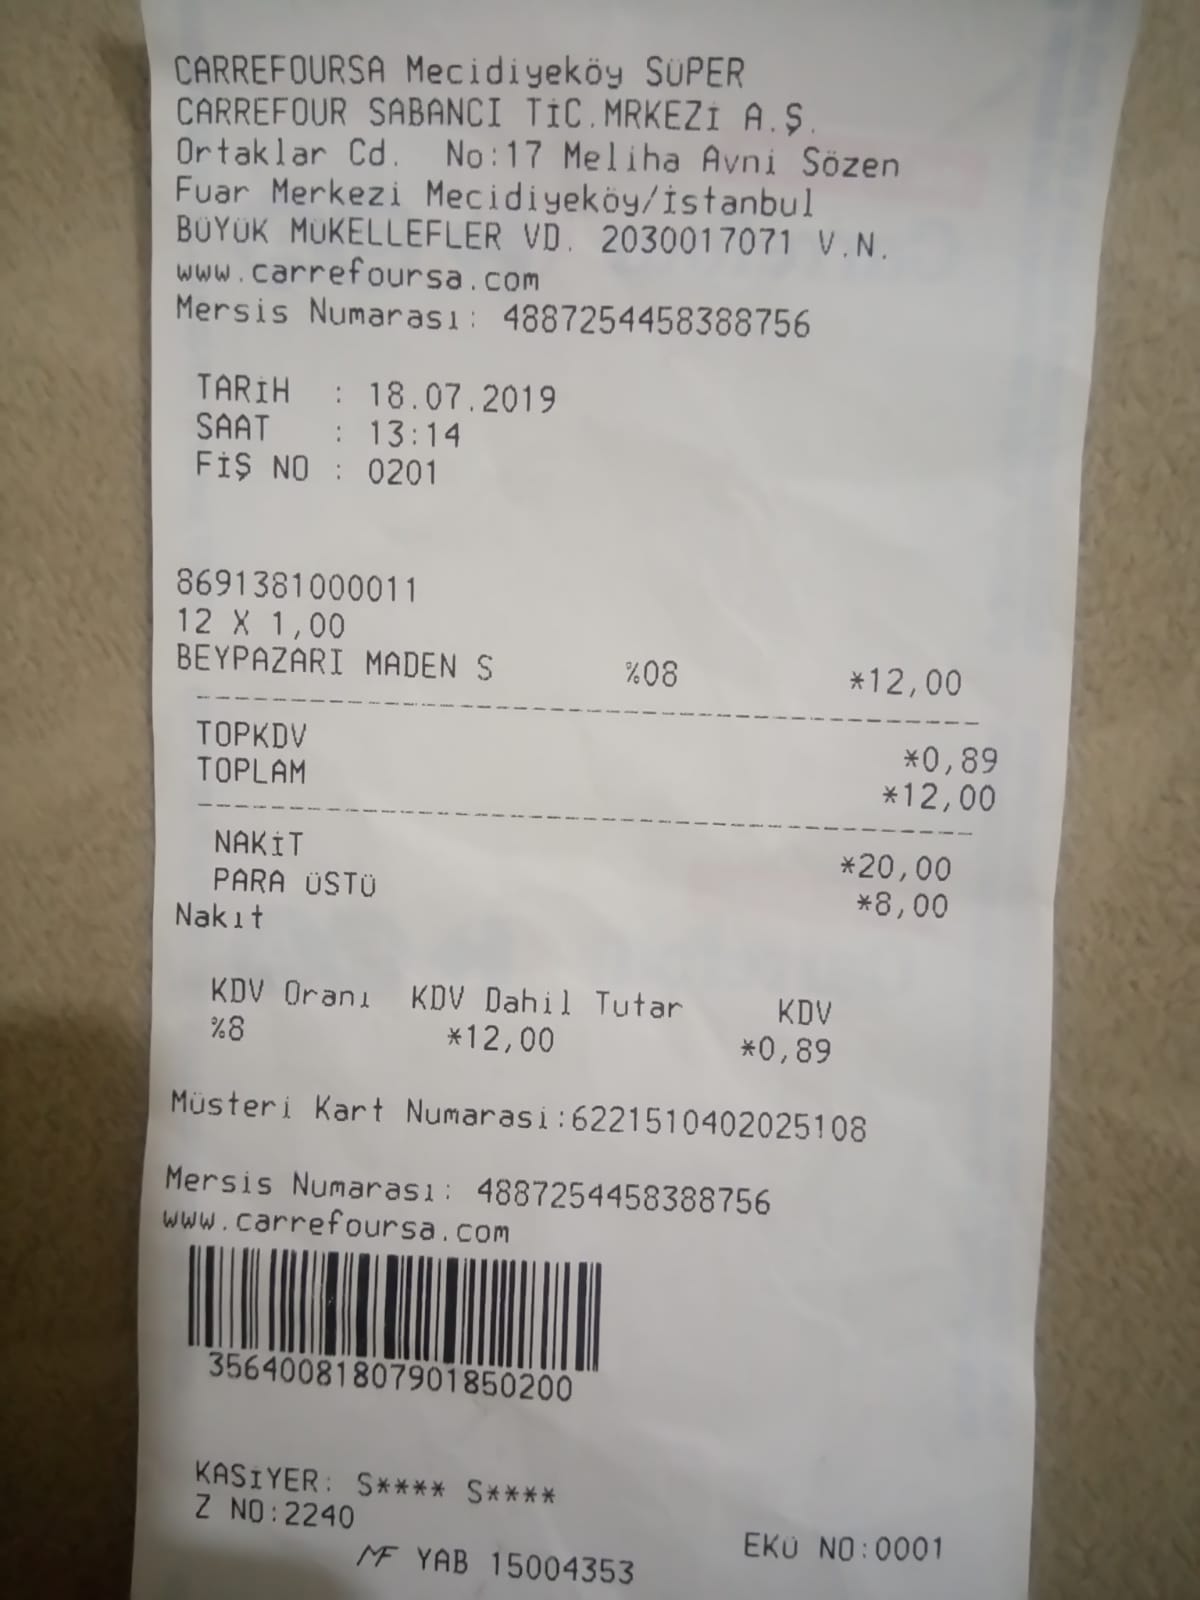 CARREFOURSA Mecidiyeköy SÜPER
CARREFOUR SABANCI TİC.MRKEZİ A.Ş.
Ortaklar Cd. No:17 Meliha Avni Sözen
Fuar Merkezi Mecidiyeköy/İstanbul
BÜYÜK MÜKELLEFLER VD. 2030017071 V.N.
www.carrefoursa.com
Mersis Numarası: 4887254458388756
TARİH : 18.07.2019
SAAT : 13:14
FİŞ NO : 0201
8691381000011
12 X 1,00
BEYPAZARI MADEN S %08 *12,00
TOPKDV *0,89
TOPLAM *12,00
NAKİT *20,00
PARA ÜSTÜ *8,00
Nakıt
KDV Oranı KDV Dahil Tutar KDV
%8 *12,00 *0,89
Müsteri Kart Numarasi:6221510402025108
Mersis Numarası: 4887254458388756
www.carrefoursa.com
35640081807901850200
KASİYER: S**** S****
Z NO:2240
EKÜ NO:0001
MF YAB 15004353